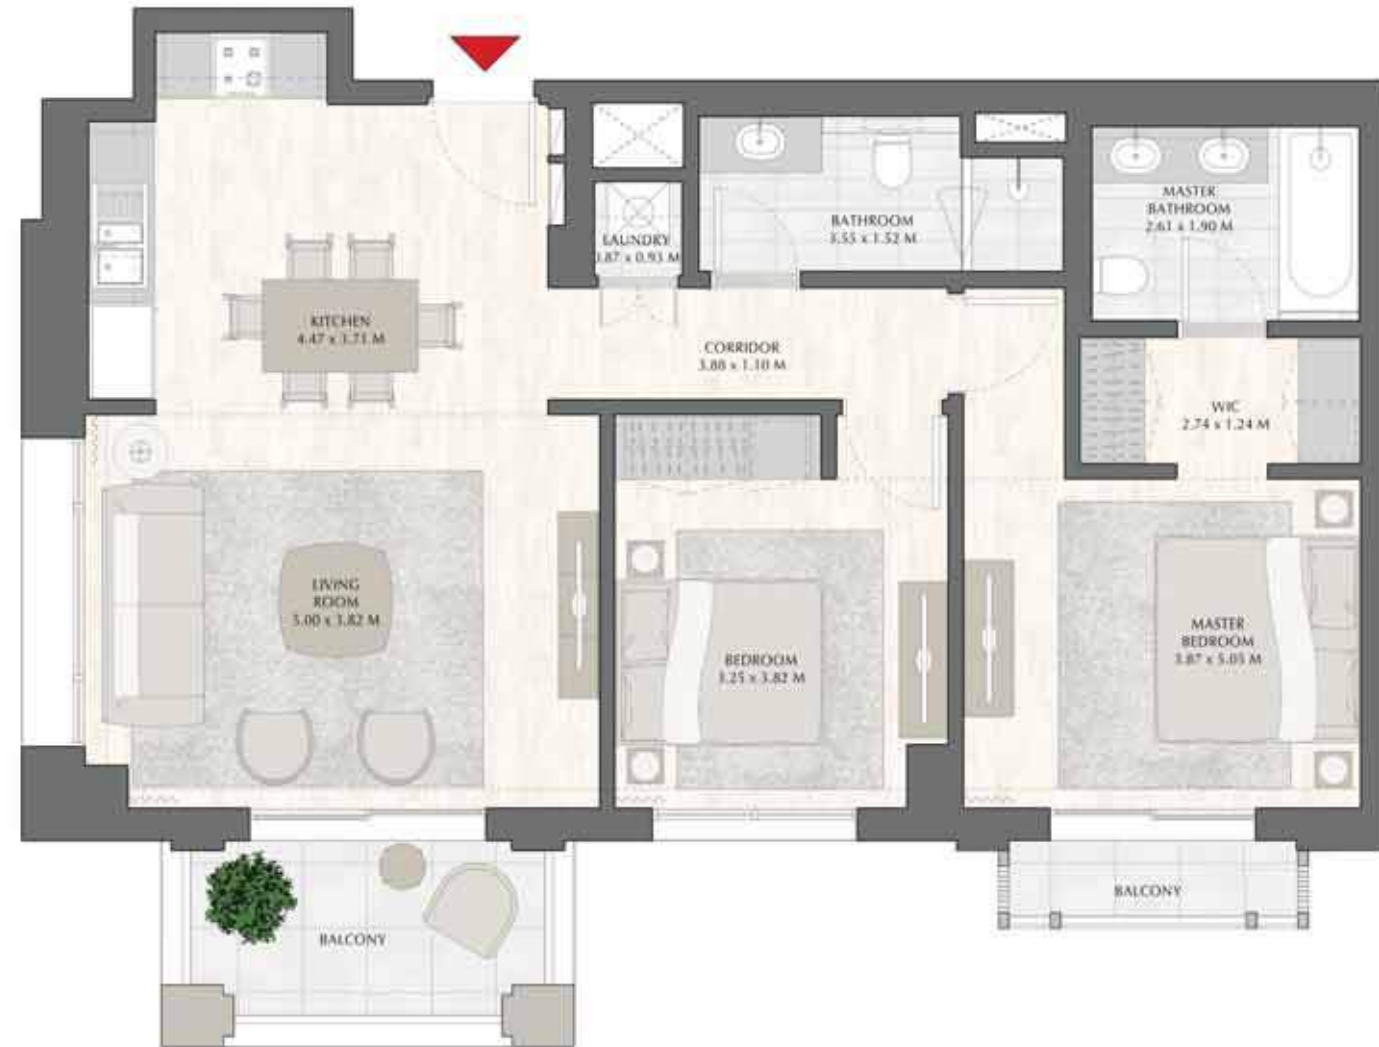 KITCHEN
4.47 x 3.71 M
LAUNDRY
0.87 x 0.93 M
BATHROOM
3.55 x 1.52 M
MASTER
BATHROOM
2.61 x 1.90 M
CORRIDOR
3.88 x 1.10 M
WIC
2.74 x 1.24 M
LIVING
ROOM
5.00 x 3.82 M
BEDROOM
3.25 x 3.82 M
MASTER
BEDROOM
3.87 x 5.05 M
BALCONY
BALCONY